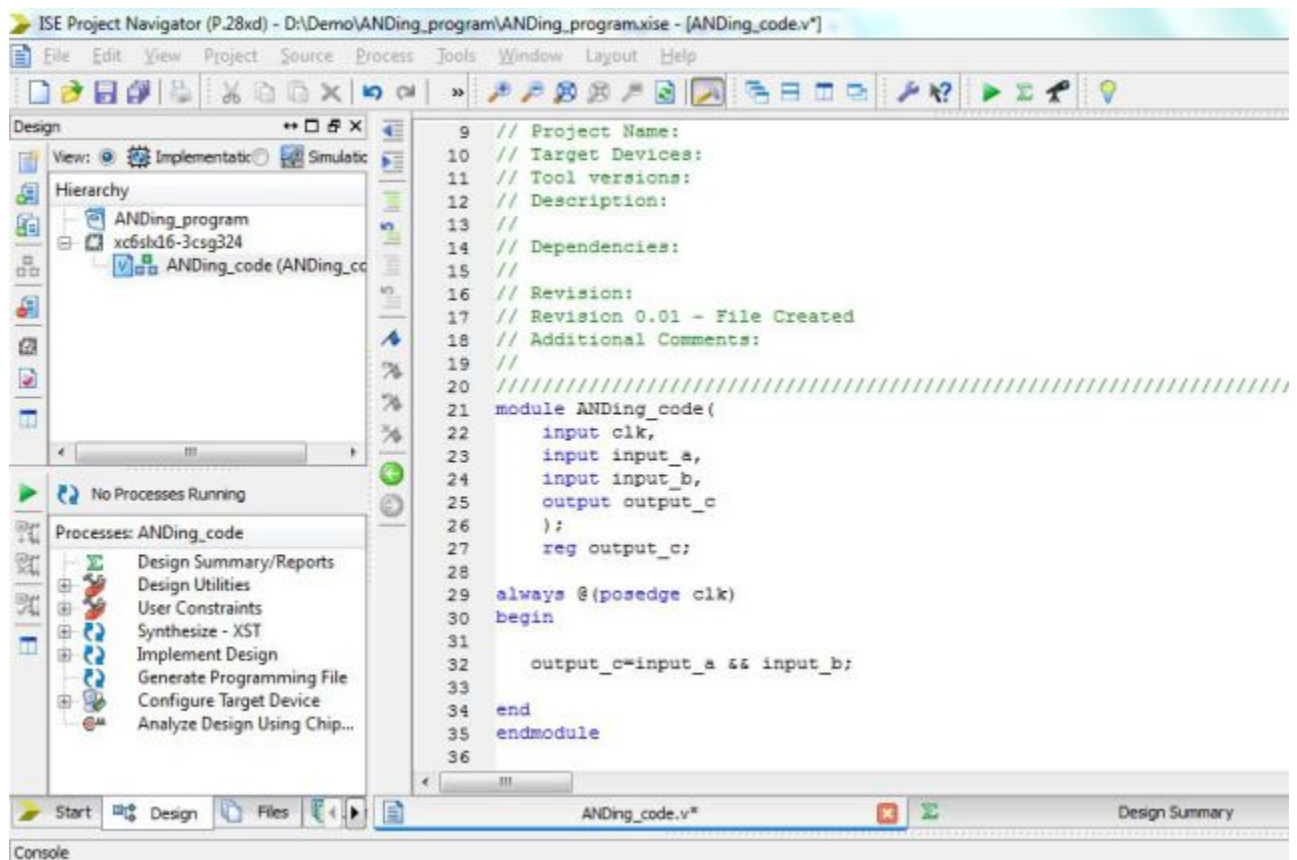 ISE Project Navigator (P.28xd) - D:\Demo\ANDing_program\ANDing_program.xise - [ANDing_code.v*]
File Edit View Project Source Process Tools Window Layout Help
»
Design
View: Implementatic Simulatic
Hierarchy
ANDing_program
xc6slx16-3csg324
ANDing_code (ANDing_cc
No Processes Running
Processes: ANDing_code
Design Summary/Reports
Design Utilities
User Constraints
Synthesize - XST
Implement Design
Generate Programming File
Configure Target Device
Analyze Design Using Chip...
Start Design Files
9 // Project Name:
10 // Target Devices:
11 // Tool versions:
12 // Description:
13 //
14 // Dependencies:
15 //
16 // Revision:
17 // Revision 0.01 - File Created
18 // Additional Comments:
19 //
20 //////////////////////////////////////////////////////////////////////
21 module ANDing_code(
22 input clk,
23 input input_a,
24 input input_b,
25 output output_c
26 );
27 reg output_c;
28
29 always @(posedge clk)
30 begin
31
32 output_c=input_a && input_b;
33
34 end
35 endmodule
36
ANDing_code.v* Design Summary
Console